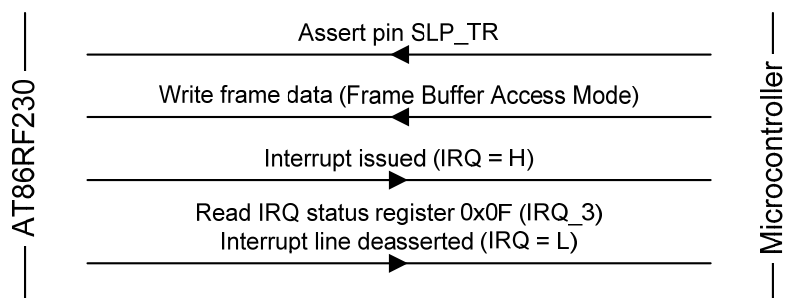 Assert pin SLP_TR
Write frame data (Frame Buffer Access Mode)
Interrupt issued (IRQ = H)
Read IRQ status register 0x0F (IRQ_3)
Interrupt line deasserted (IRQ = L)
AT86RF230
Microcontroller